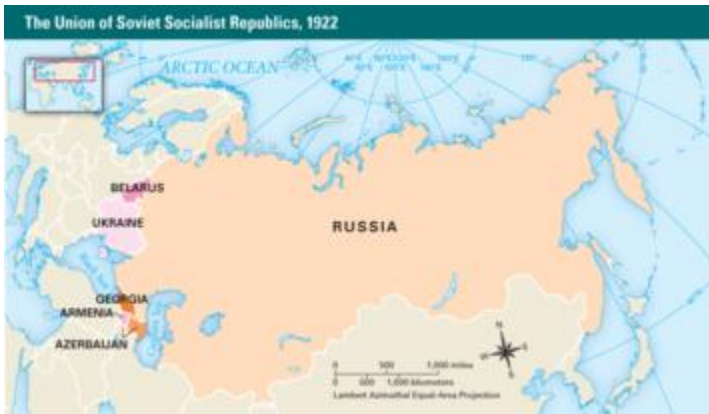 The Union of Soviet Socialist Republics, 1922
ARCTIC OCEAN
BELARUS
UKRAINE
RUSSIA
GEORGIA
ARMENIA
AZERBAIJAN
N
W E
S
0 500 1,000 miles
0 500 1,000 kilometers
Lambert Azimuthal Equal-Area Projection